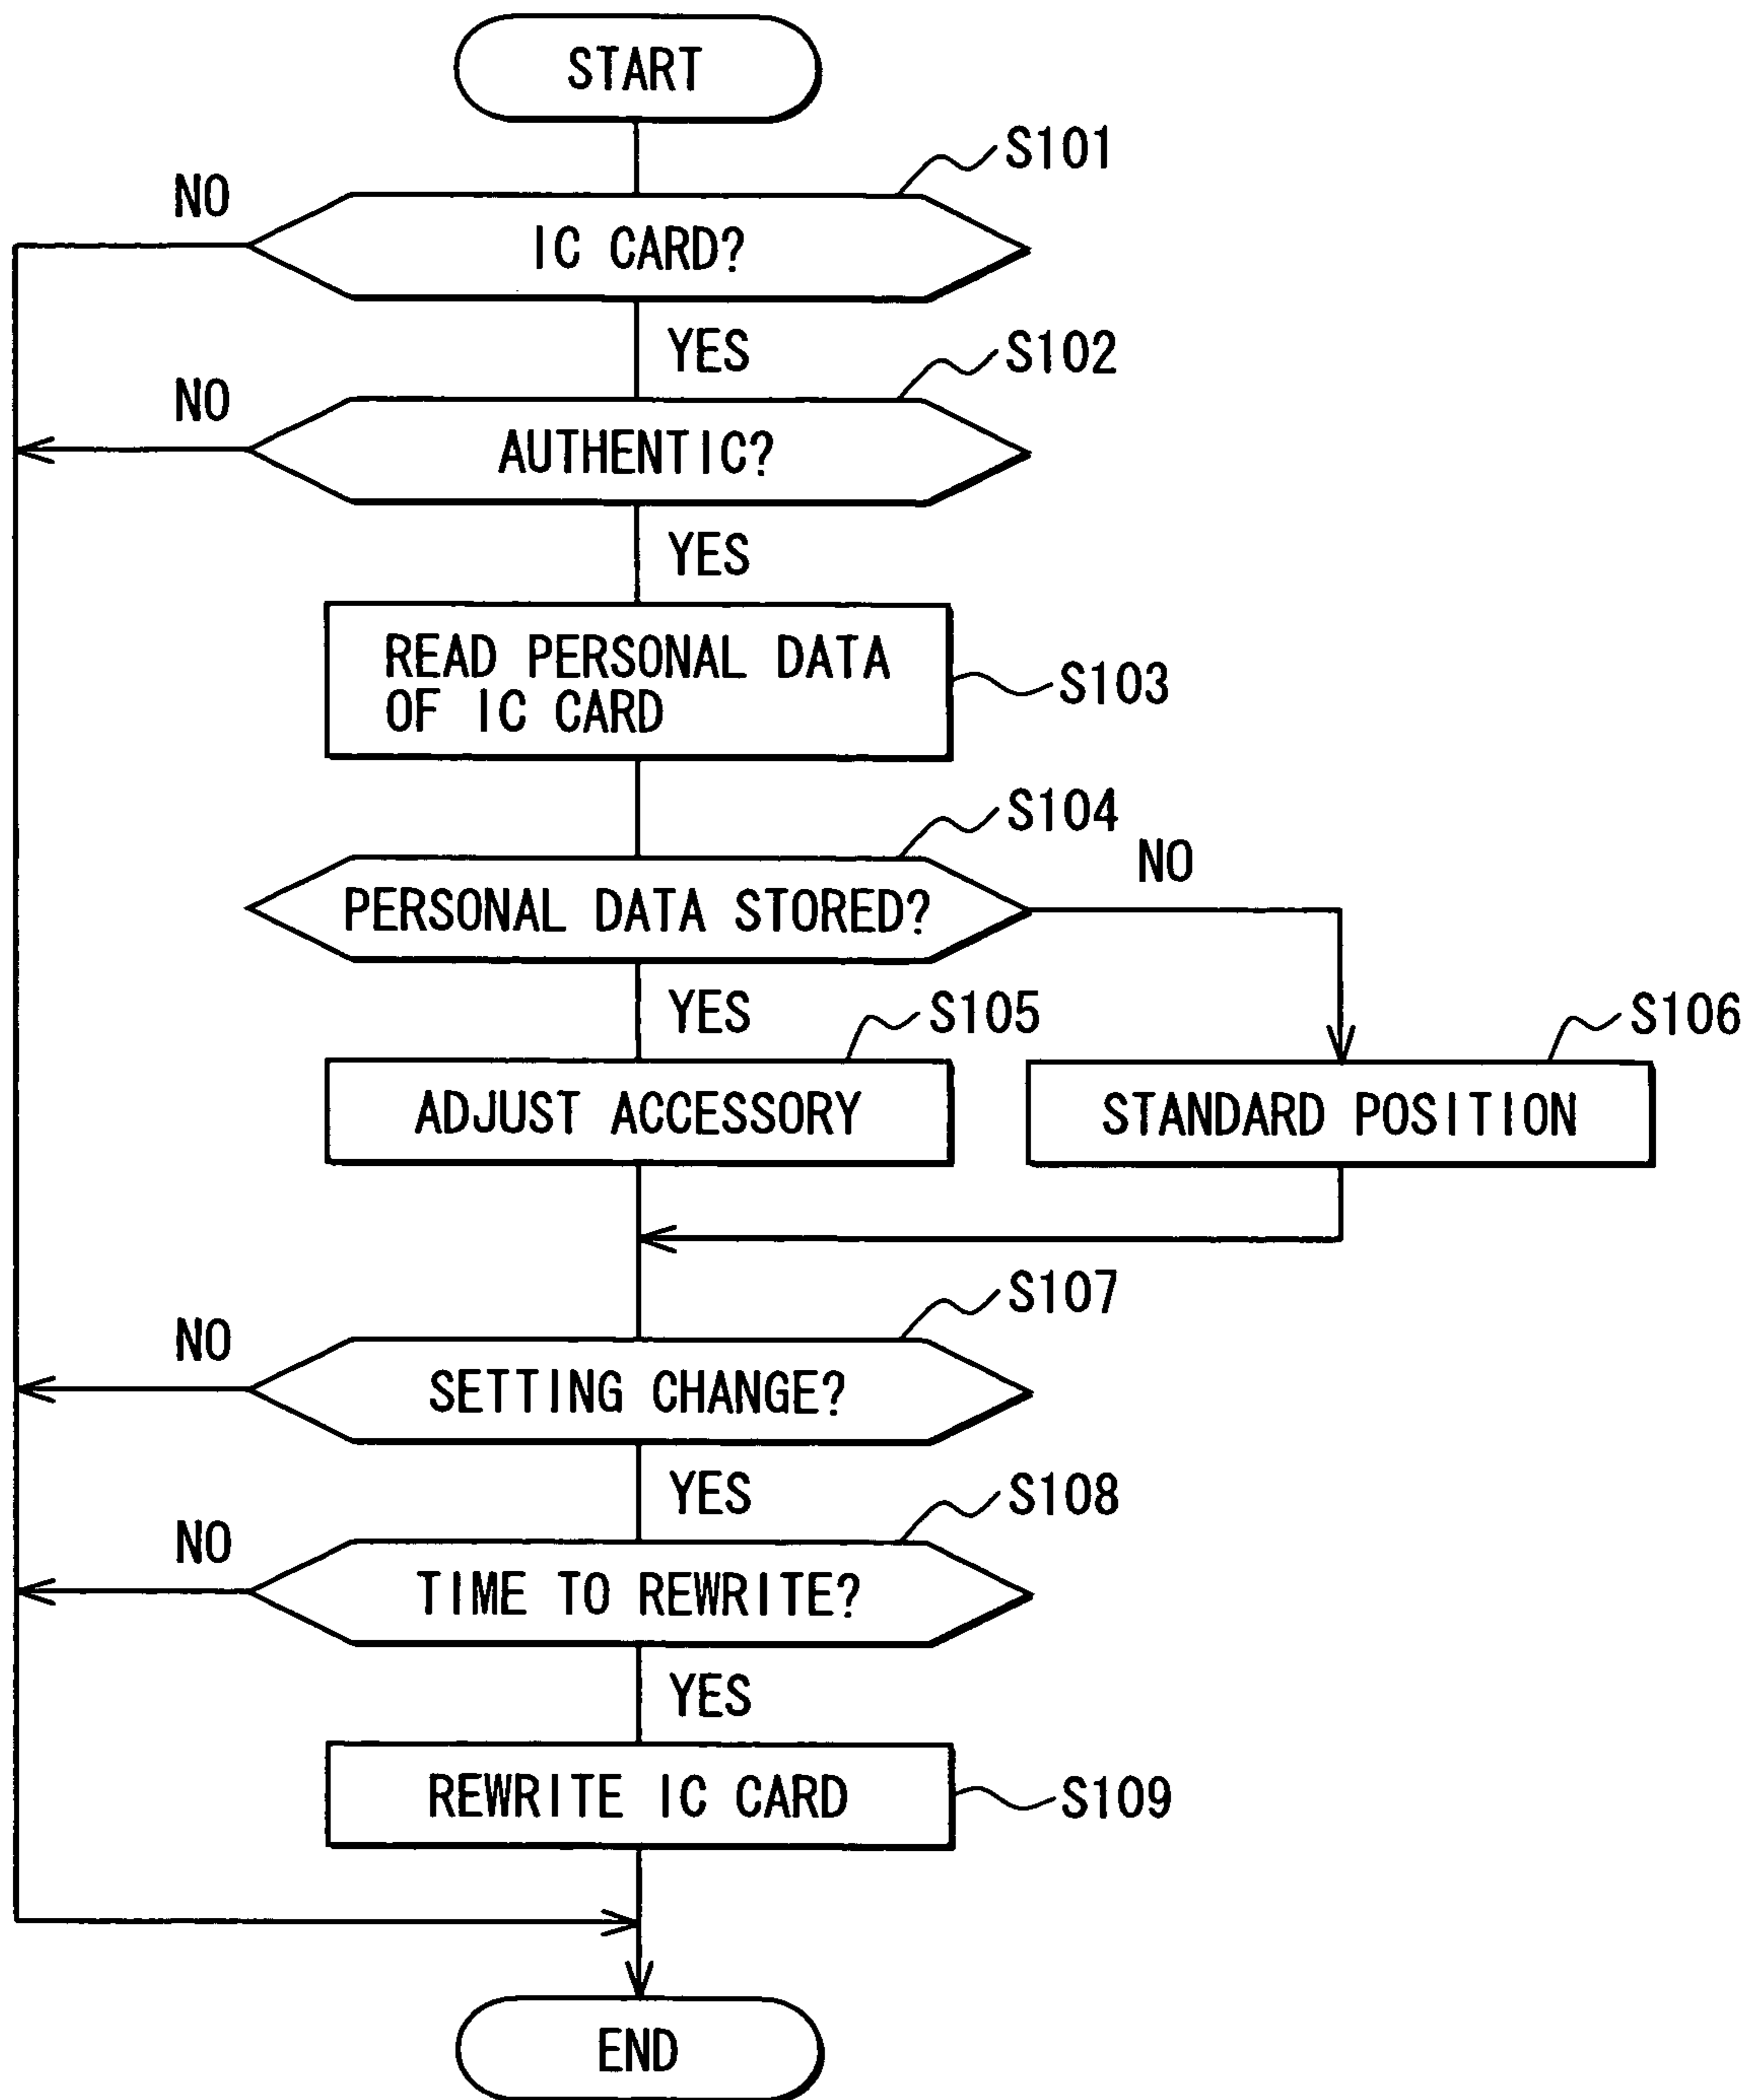 START
S101
NO
IC CARD?
YES
S102
NO
AUTHENTIC?
YES
READ PERSONAL DATA
OF IC CARD
S103
S104
NO
PERSONAL DATA STORED?
YES
S105
S106
ADJUST ACCESSORY
STANDARD POSITION
S107
NO
SETTING CHANGE?
YES
S108
NO
TIME TO REWRITE?
YES
REWRITE IC CARD
S109
END